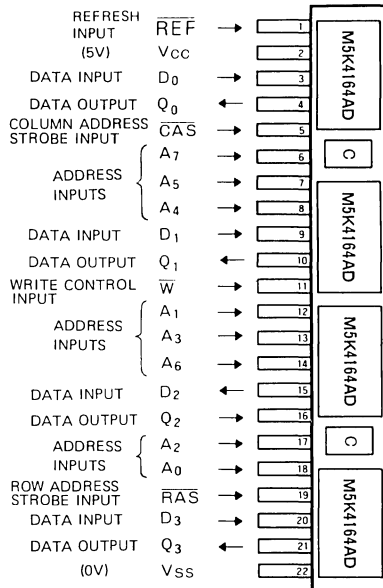 REFRESH
INPUT REF → 1
(5V) VCC 2
DATA INPUT D0 → 3
DATA OUTPUT Q0 ← 4
COLUMN ADDRESS
STROBE INPUT CAS → 5
A7 → 6
ADDRESS
INPUTS A5 → 7
A4 → 8
DATA INPUT D1 → 9
DATA OUTPUT Q1 ← 10
WRITE CONTROL
INPUT W → 11
A1 → 12
ADDRESS
INPUTS A3 → 13
A6 → 14
DATA INPUT D2 ← 15
DATA OUTPUT Q2 → 16
ADDRESS
INPUTS A2 → 17
A0 → 18
ROW ADDRESS
STROBE INPUT RAS → 19
DATA INPUT D3 → 20
DATA OUTPUT Q3 ← 21
(0V) VSS 22
M5K4164AD
C
M5K4164AD
M5K4164AD
C
M5K4164AD